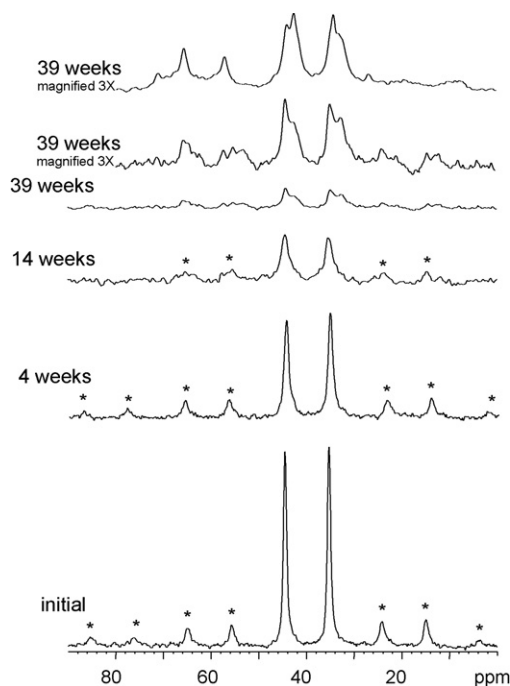 39 weeks
magnified 3X
39 weeks
magnified 3X
39 weeks
14 weeks
* * * *
4 weeks
* * * * * * *
initial
* * * * * * *
80 60 40 20 ppm